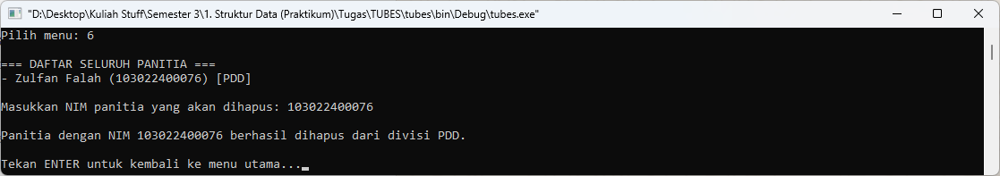 "D:\Desktop\Kuliah Stuff\Semester 3\1. Struktur Data (Praktikum)\Tugas\TUBES\tubes\bin\Debug\tubes.exe"
Pilih menu: 6
=== DAFTAR SELURUH PANITIA ===
- Zulfan Falah (103022400076) [PDD]
Masukkan NIM panitia yang akan dihapus: 103022400076
Panitia dengan NIM 103022400076 berhasil dihapus dari divisi PDD.
Tekan ENTER untuk kembali ke menu utama...